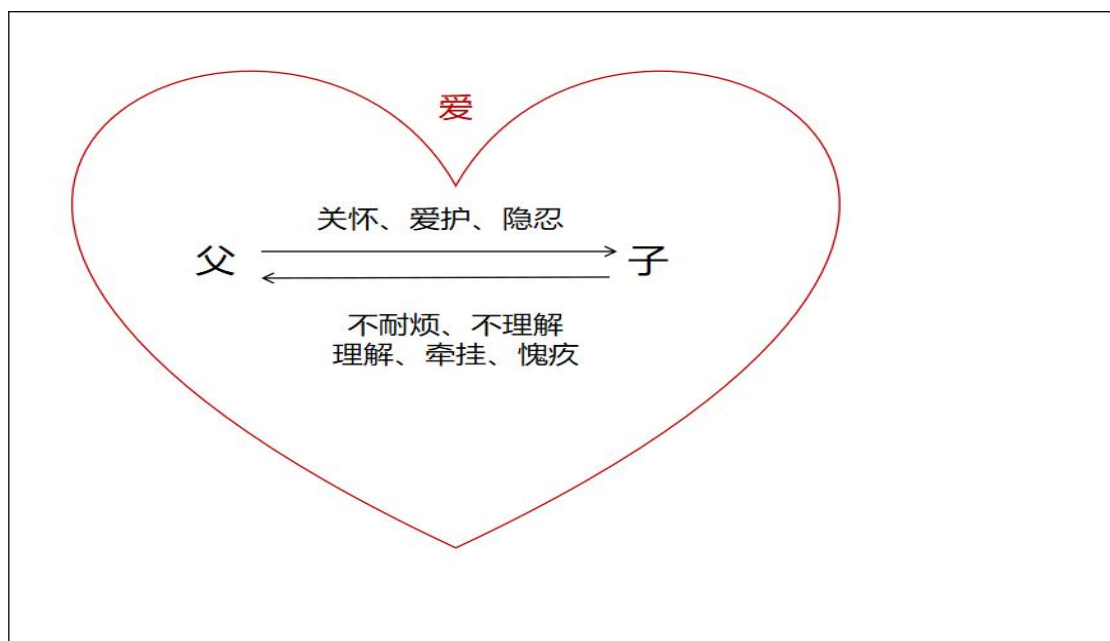 爱
关怀、爱护、隐忍
父
子
不耐烦、不理解
理解、牵挂、愧疚